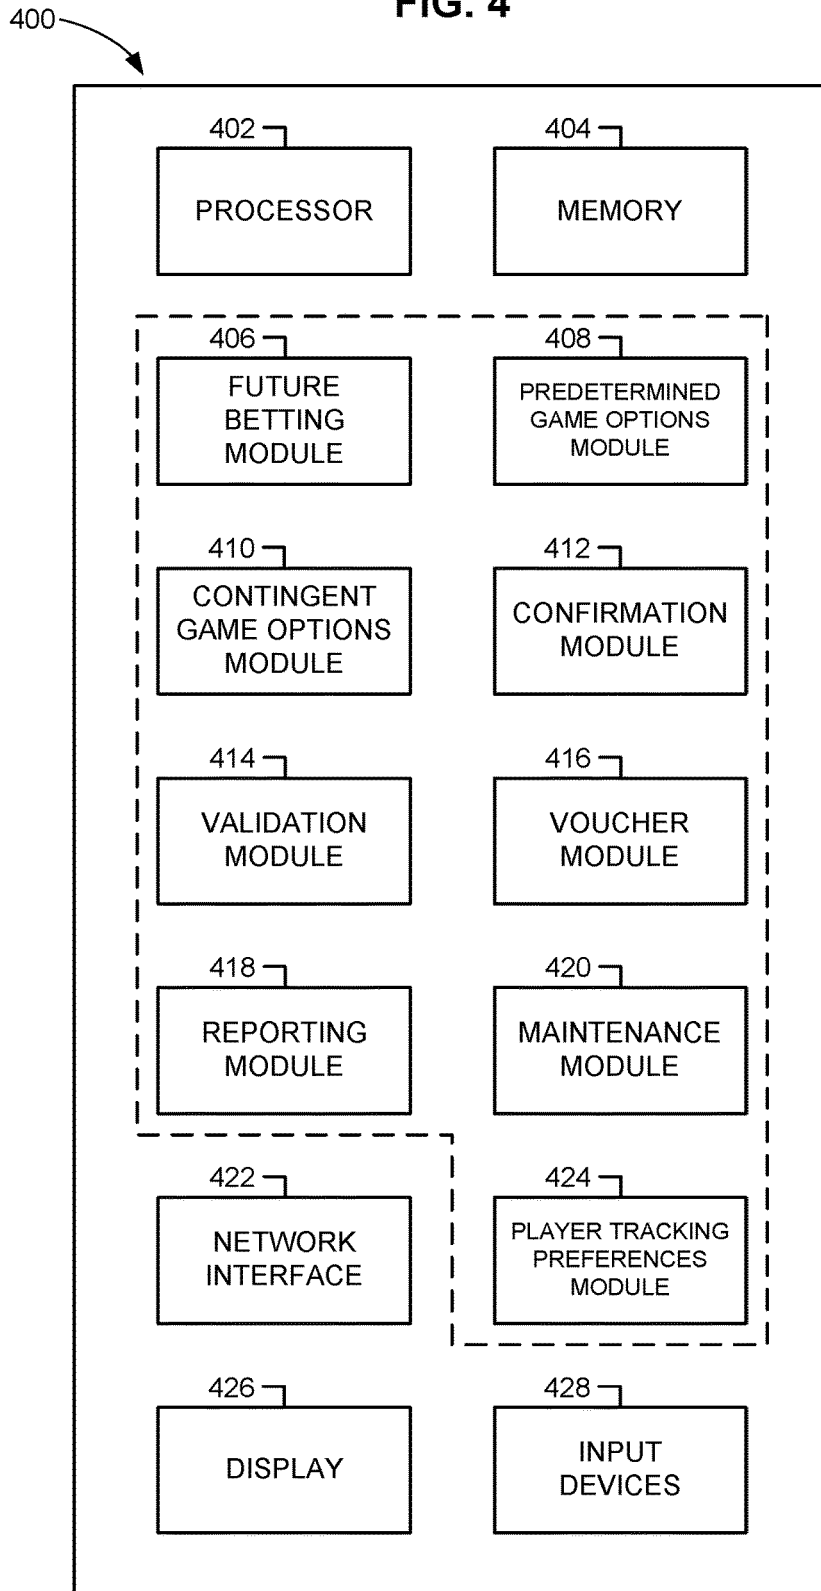 FIG. 4
400
402
404
PROCESSOR
MEMORY
406
408
FUTURE
BETTING
MODULE
PREDETERMINED
GAME OPTIONS
MODULE
410
412
CONTINGENT
GAME OPTIONS
MODULE
CONFIRMATION
MODULE
414
416
VALIDATION
MODULE
VOUCHER
MODULE
418
420
REPORTING
MODULE
MAINTENANCE
MODULE
422
424
NETWORK
INTERFACE
PLAYER TRACKING
PREFERENCES
MODULE
426
428
DISPLAY
INPUT
DEVICES